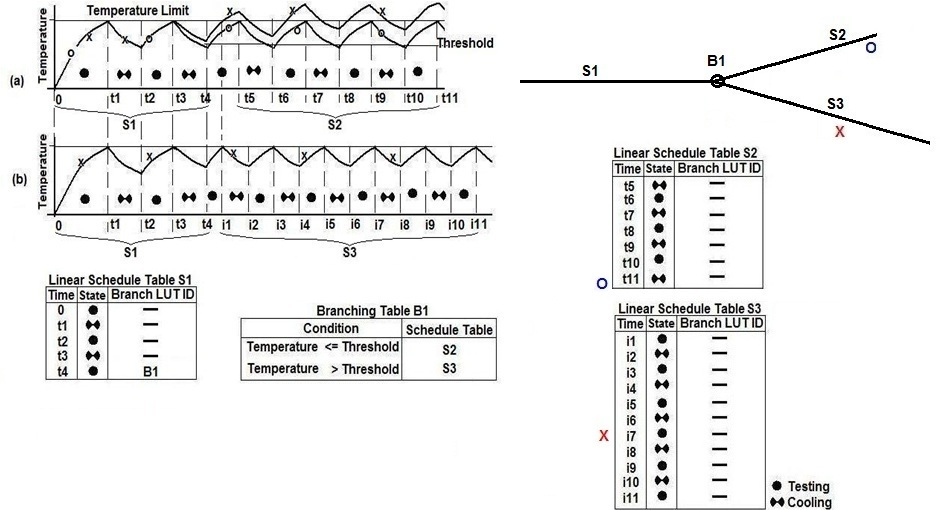 Temperature
Temperature Limit
x x x
o x x o o o o
Threshold
(a)
0 t1 t2 t3 t4 t5 t6 t7 t8 t9 t10 t11
S1 S2
Temperature
x x x x x
(b)
0 t1 t2 t3 t4 i1 i2 i3 i4 i5 i6 i7 i8 i9 i10 i11
S1 S3
Linear Schedule Table S1
Time State Branch LUT ID
0 —
t1 —
t2 —
t3 —
t4 B1
Branching Table B1
Condition Schedule Table
Temperature <= Threshold S2
Temperature > Threshold S3
S1
B1
S2
O
S3
X
Linear Schedule Table S2
Time State Branch LUT ID
t5 —
t6 —
t7 —
t8 —
t9 —
t10 —
t11 —
O
Linear Schedule Table S3
Time State Branch LUT ID
i1 —
i2 —
i3 —
i4 —
i5 —
i6 —
X
i7 —
i8 —
i9 —
i10 —
i11 —
Testing
Cooling